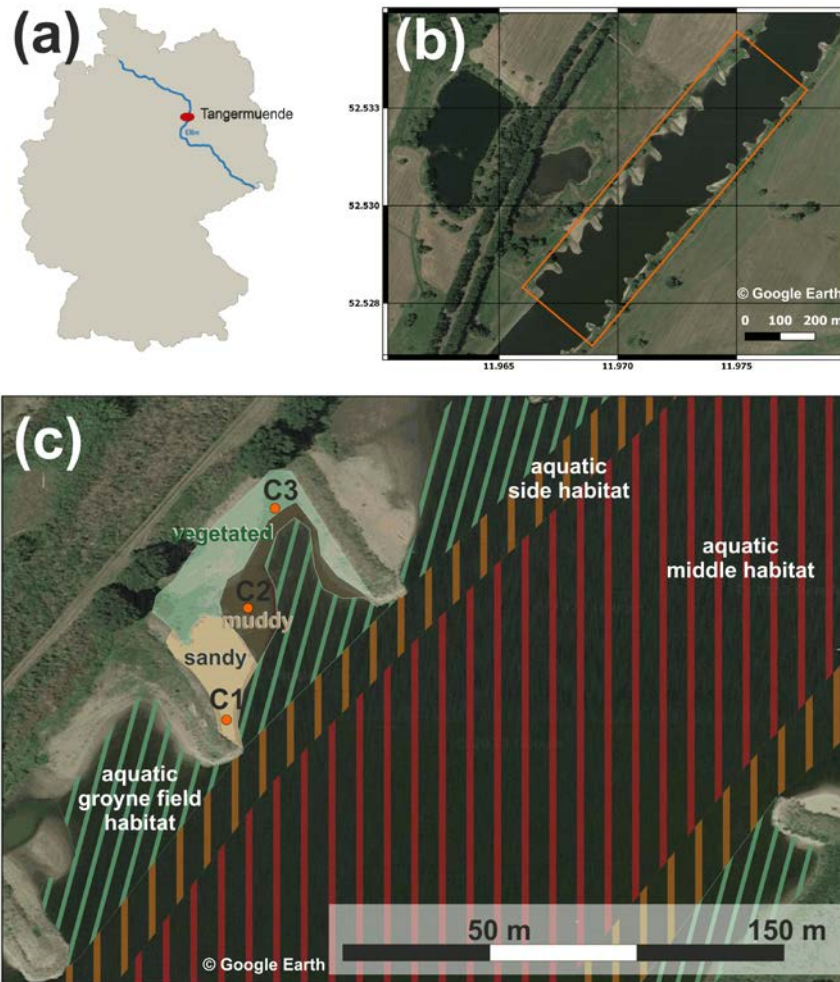 (a)
Tangermuende
Elbe
(b)
52.533
52.530
52.528
© Google Earth
0 100 200 m
11.965
11.970
11.975
(c)
C3
vegetated
C2
muddy
sandy
C1
aquatic
side habitat
aquatic
middle habitat
aquatic
groyne field
habitat
50 m
150 m
© Google Earth